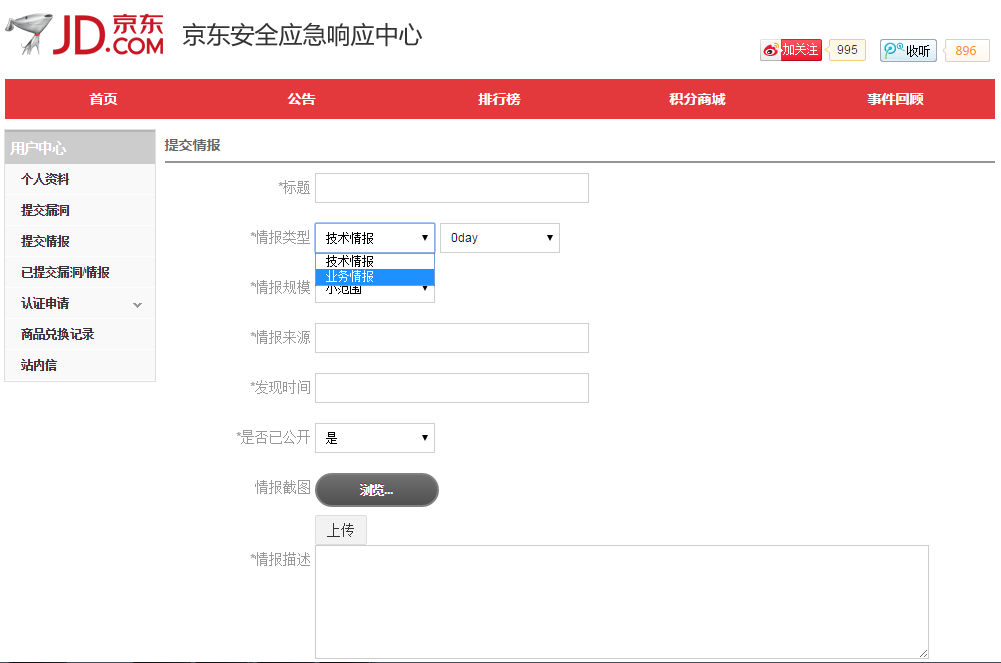 JD.COM 京东 京东安全应急响应中心
加关注 995 收听 896
首页 公告 排行榜 积分商城 事件回顾
用户中心
个人资料
提交漏洞
提交情报
已提交漏洞/情报
认证申请
商品兑换记录
站内信
提交情报
*标题
*情报类型 技术情报 0day
技术情报
业务情报
*情报规模 小范围
*情报来源
*发现时间
*是否已公开 是
情报截图 浏览...
上传
*情报描述